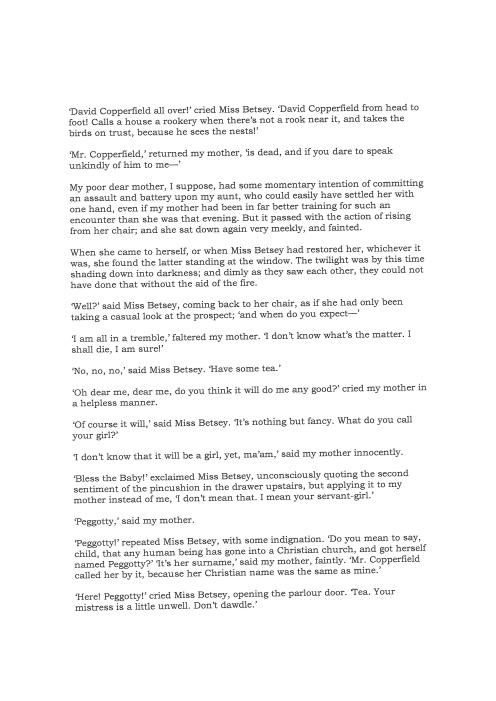 ‘David Copperfield all over!’ cried Miss Betsey. ‘David Copperfield from head to
foot! Calls a house a rookery when there’s not a rook near it, and takes the
birds on trust, because he sees the nests!’
‘Mr. Copperfield,’ returned my mother, ‘is dead, and if you dare to speak
unkindly of him to me—’
My poor dear mother, I suppose, had some momentary intention of committing
an assault and battery upon my aunt, who could easily have settled her with
one hand, even if my mother had been in far better training for such an
encounter than she was that evening. But it passed with the action of rising
from her chair; and she sat down again very meekly, and fainted.
When she came to herself, or when Miss Betsey had restored her, whichever it
was, she found the latter standing at the window. The twilight was by this time
shading down into darkness; and dimly as they saw each other, they could not
have done that without the aid of the fire.
‘Well?’ said Miss Betsey, coming back to her chair, as if she had only been
taking a casual look at the prospect; ‘and when do you expect—’
‘I am all in a tremble,’ faltered my mother. ‘I don’t know what’s the matter. I
shall die, I am sure!’
‘No, no, no,’ said Miss Betsey. ‘Have some tea.’
‘Oh dear me, dear me, do you think it will do me any good?’ cried my mother in
a helpless manner.
‘Of course it will,’ said Miss Betsey. ‘It’s nothing but fancy. What do you call
your girl?’
‘I don’t know that it will be a girl, yet, ma’am,’ said my mother innocently.
‘Bless the Baby!’ exclaimed Miss Betsey, unconsciously quoting the second
sentiment of the pincushion in the drawer upstairs, but applying it to my
mother instead of me, ‘I don’t mean that. I mean your servant-girl.’
‘Peggotty,’ said my mother.
‘Peggotty!’ repeated Miss Betsey, with some indignation. ‘Do you mean to say,
child, that any human being has gone into a Christian church, and got herself
named Peggotty?’ ‘It’s her surname,’ said my mother, faintly. ‘Mr. Copperfield
called her by it, because her Christian name was the same as mine.’
‘Here! Peggotty!’ cried Miss Betsey, opening the parlour door. ‘Tea. Your
mistress is a little unwell. Don’t dawdle.’